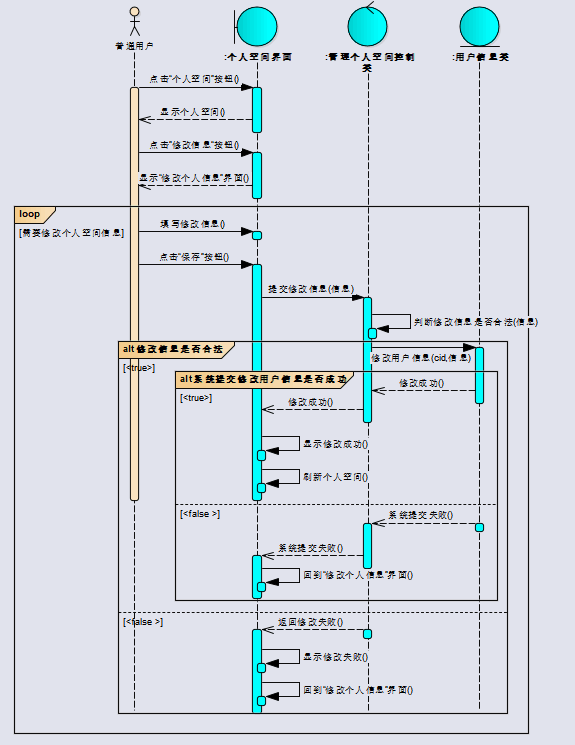 普通用户
:个人空间界面
:管理个人空间控制
类
:用户信息类
点击"个人空间"按钮()
显示个人空间()
点击"修改信息"按钮()
显示"修改个人信息"界面()
loop
[需要修改个人空间信息]
填写修改信息()
点击"保存"按钮()
提交修改信息(信息)
判断修改信息是否合法(信息)
alt 修改信息是否合法
[<true>]
修改用户信息(cid,信息)
alt 系统提交修改用户信息是否成功
[<true>]
修改成功()
修改成功()
显示修改成功()
刷新个人空间()
[<false >]
系统提交失败()
系统提交失败()
回到"修改个人信息"界面()
[<false >]
返回修改失败()
显示修改失败()
回到"修改个人信息"界面()